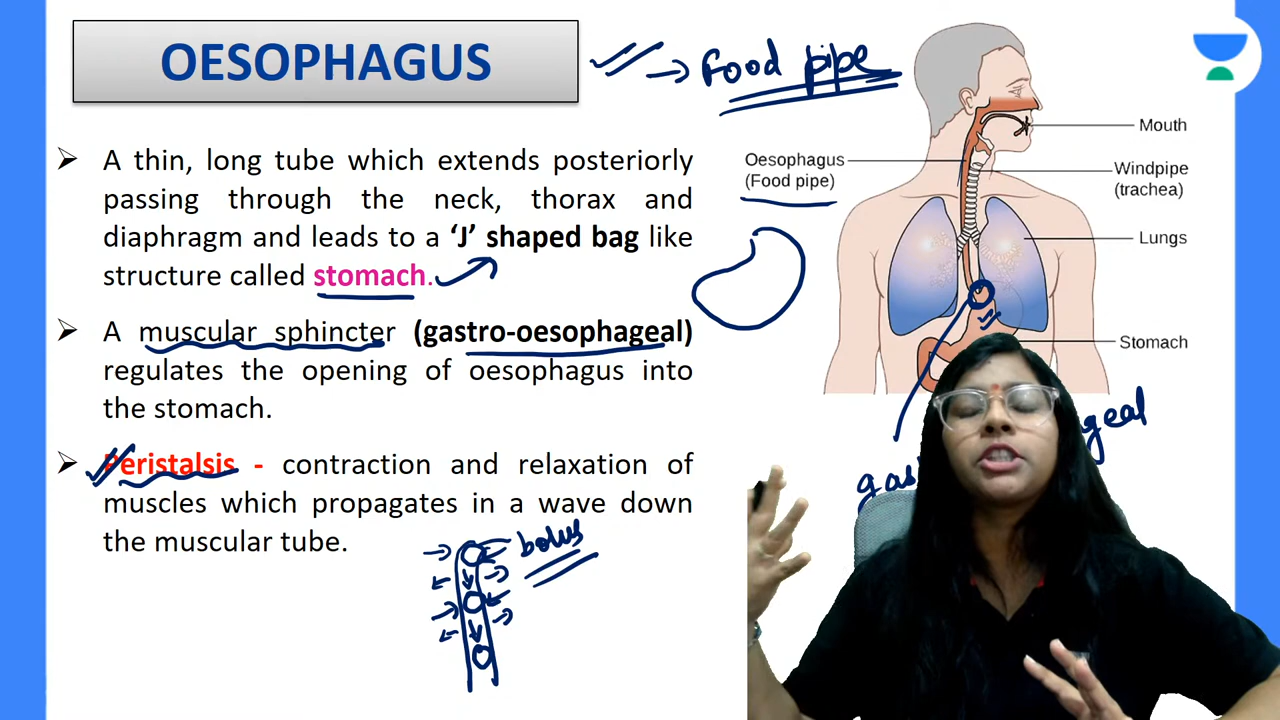 OESOPHAGUS
→ Food pipe
➢ A thin, long tube which extends posteriorly
passing through the neck, thorax and
diaphragm and leads to a ‘J’ shaped bag like
structure called stomach.
➢ A muscular sphincter (gastro-oesophageal)
regulates the opening of oesophagus into
the stomach.
➢ Peristalsis - contraction and relaxation of
muscles which propagates in a wave down
the muscular tube.
bolus
Mouth
Oesophagus
(Food pipe)
Windpipe
(trachea)
Lungs
Stomach
gas
geal